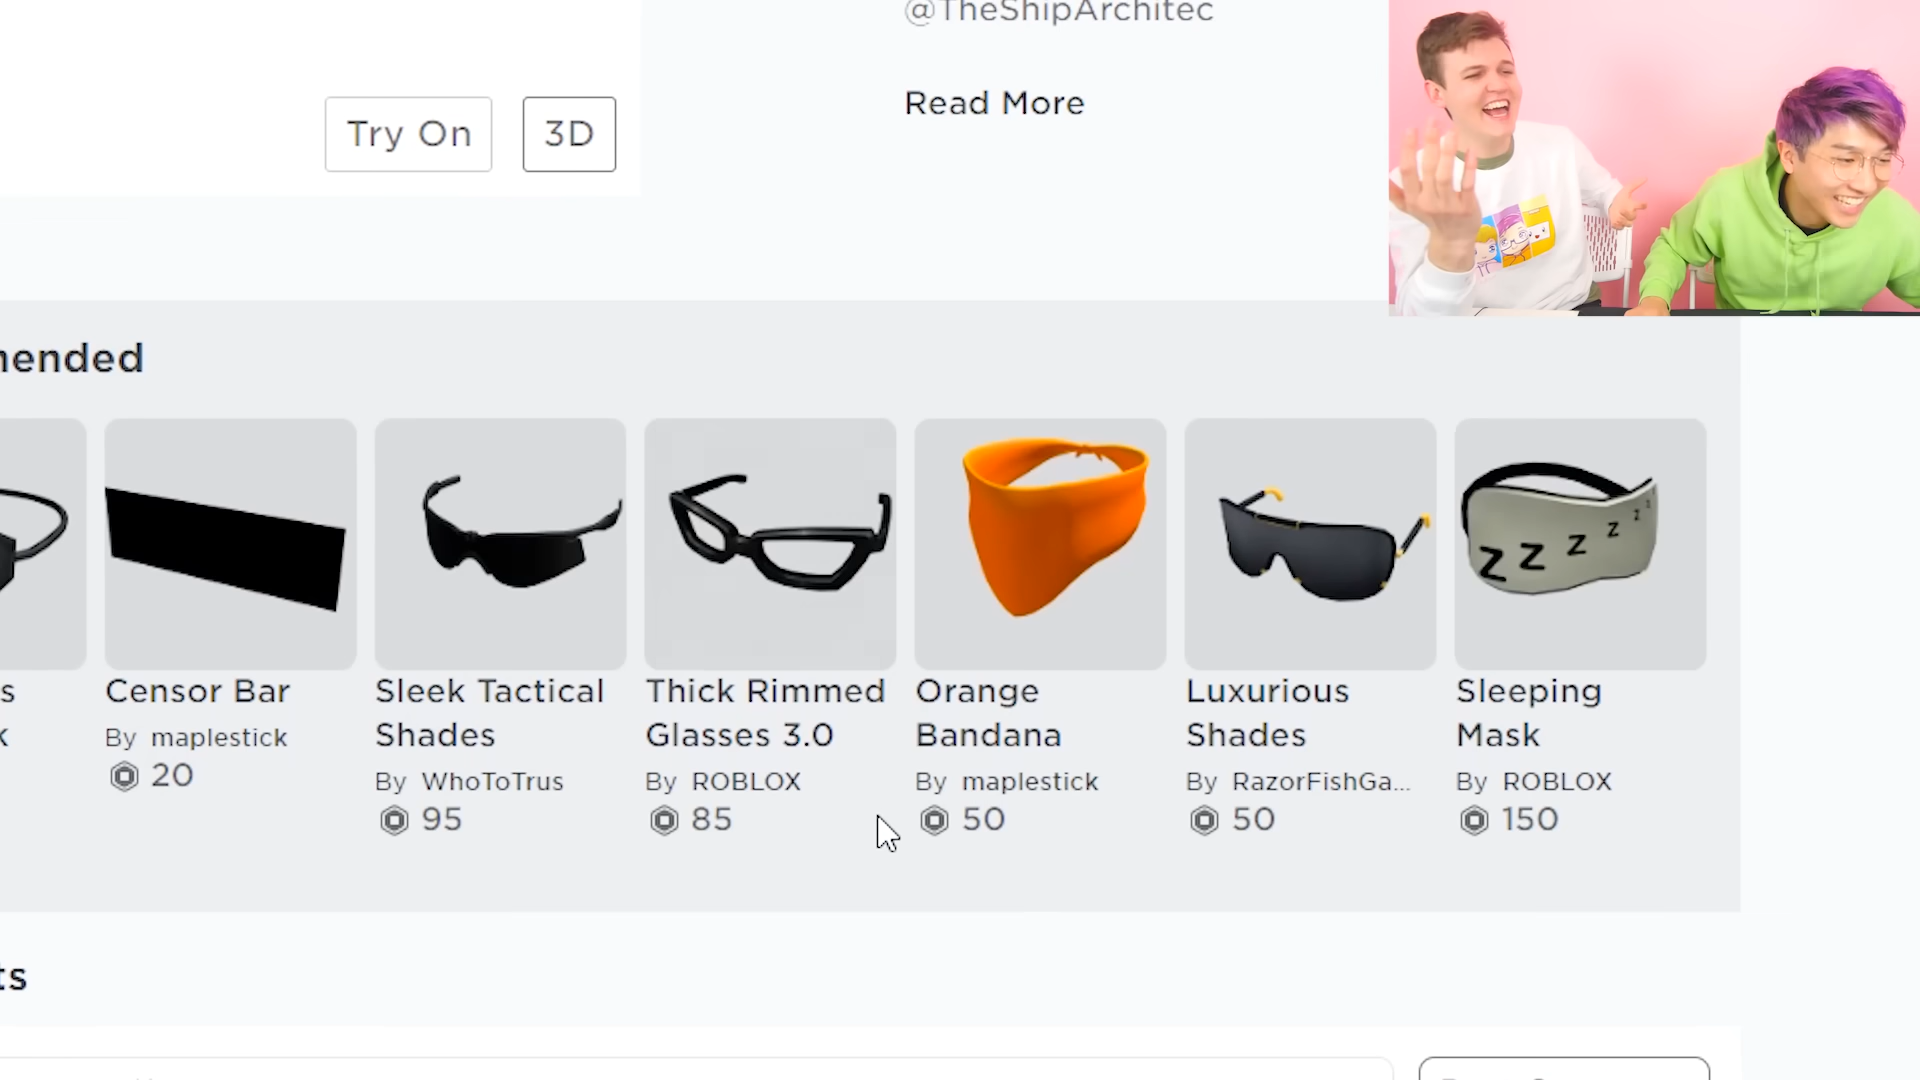 @TheShipArchitec
Try On
3D
Read More
mended
s
k
Censor Bar
By maplestick
20
Sleek Tactical
Shades
By WhoToTrus
95
Thick Rimmed
Glasses 3.0
By ROBLOX
85
Orange
Bandana
By maplestick
50
Luxurious
Shades
By RazorFishGa...
50
z z z z z
Sleeping
Mask
By ROBLOX
150
ts